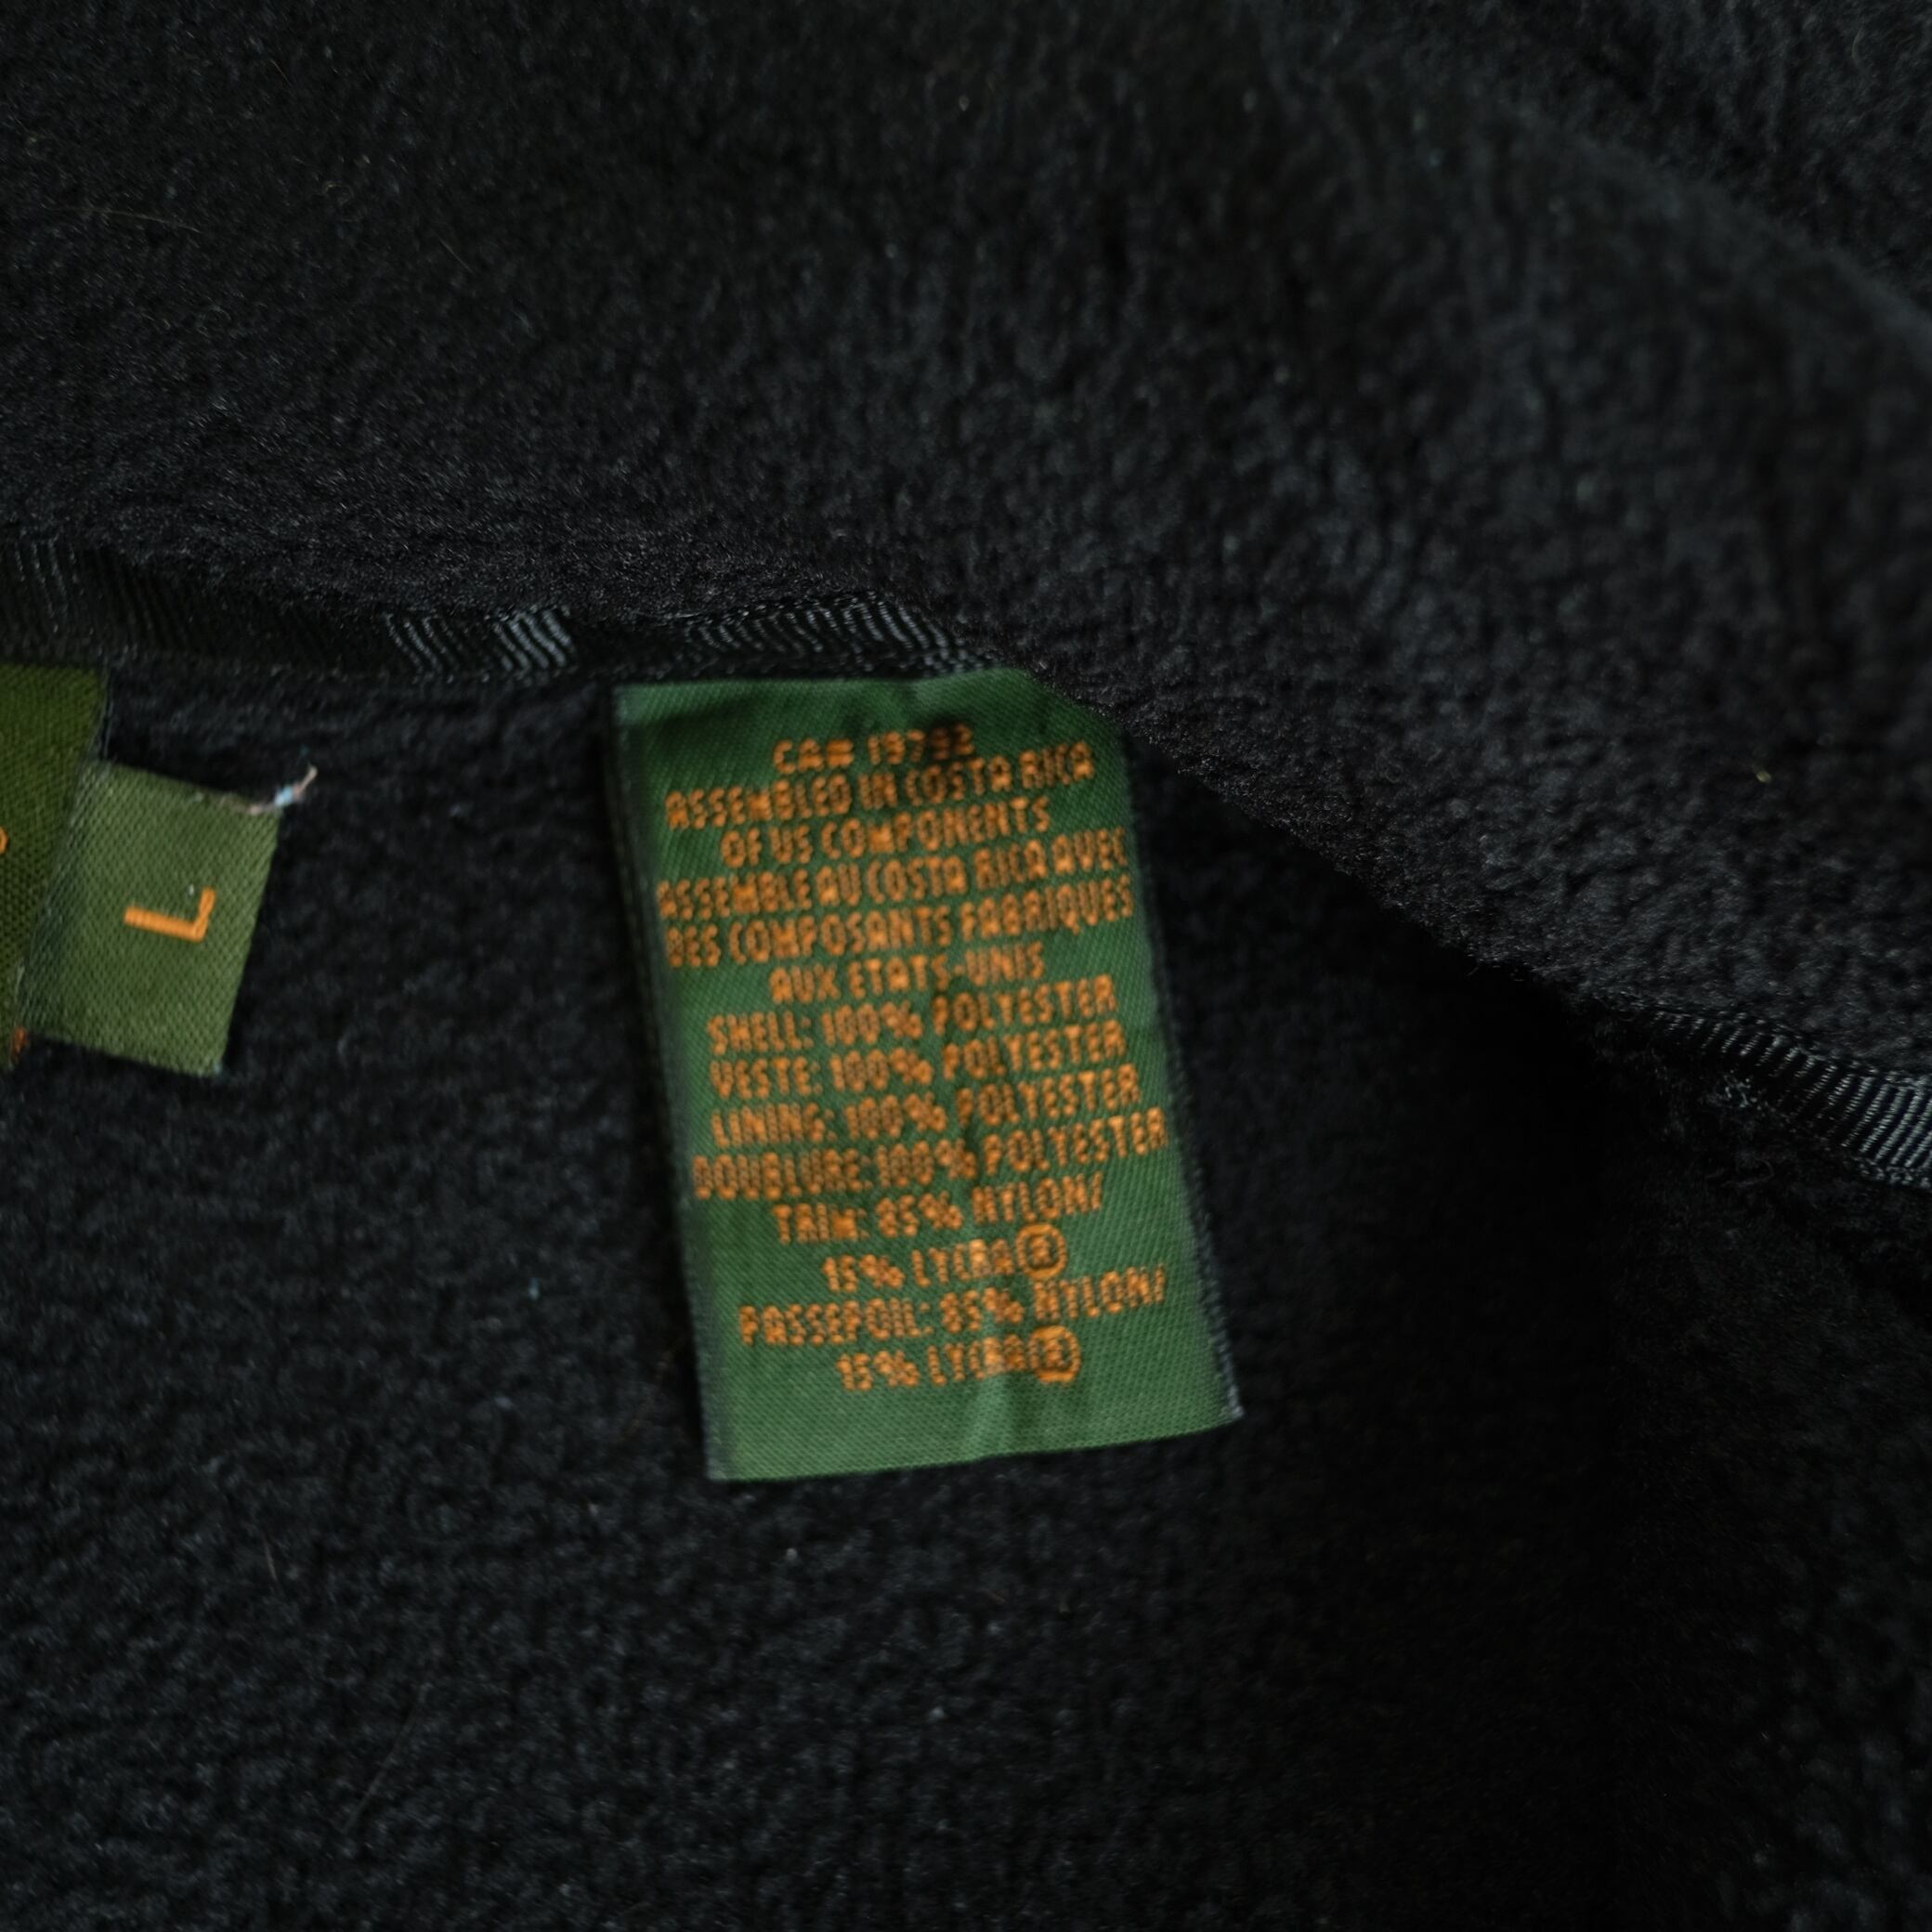 L
CA# 19732
ASSEMBLED IN COSTA RICA
OF US COMPONENTS
ASSEMBLE AU COSTA RICA AVEC
DES COMPOSANTS FABRIQUES
AUX ETATS-UNIS
SHELL: 100% POLYESTER
VESTE: 100% POLYESTER
LINING: 100% POLYESTER
DOUBLURE: 100% POLYESTER
TRIM: 85% NYLON/
15% LYCRA®
PASSEPOIL: 85% NYLON/
15% LYCRA®